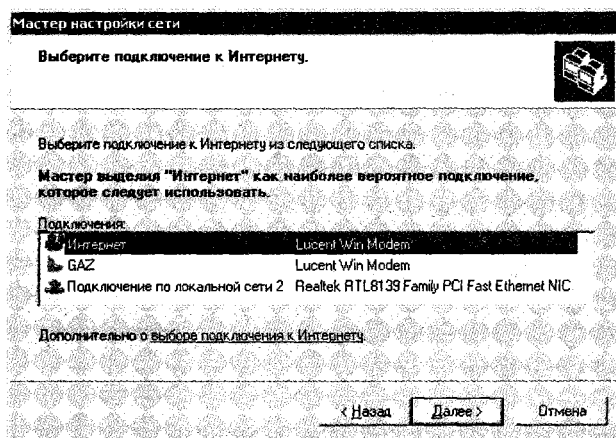 Мастер настройки сети
Выберите подключение к Интернету.
Выберите подключение к Интернету из следующего списка.
Мастер выделил "Интернет" как наиболее вероятное подключение,
которое следует использовать.
Подключения:
Интернет Lucent Win Modem
GAZ Lucent Win Modem
Подключение по локальной сети 2 Realtek RTL8139 Family PCI Fast Ethernet NIC
Дополнительно о выборе подключения к Интернету.
< Назад Далее > Отмена